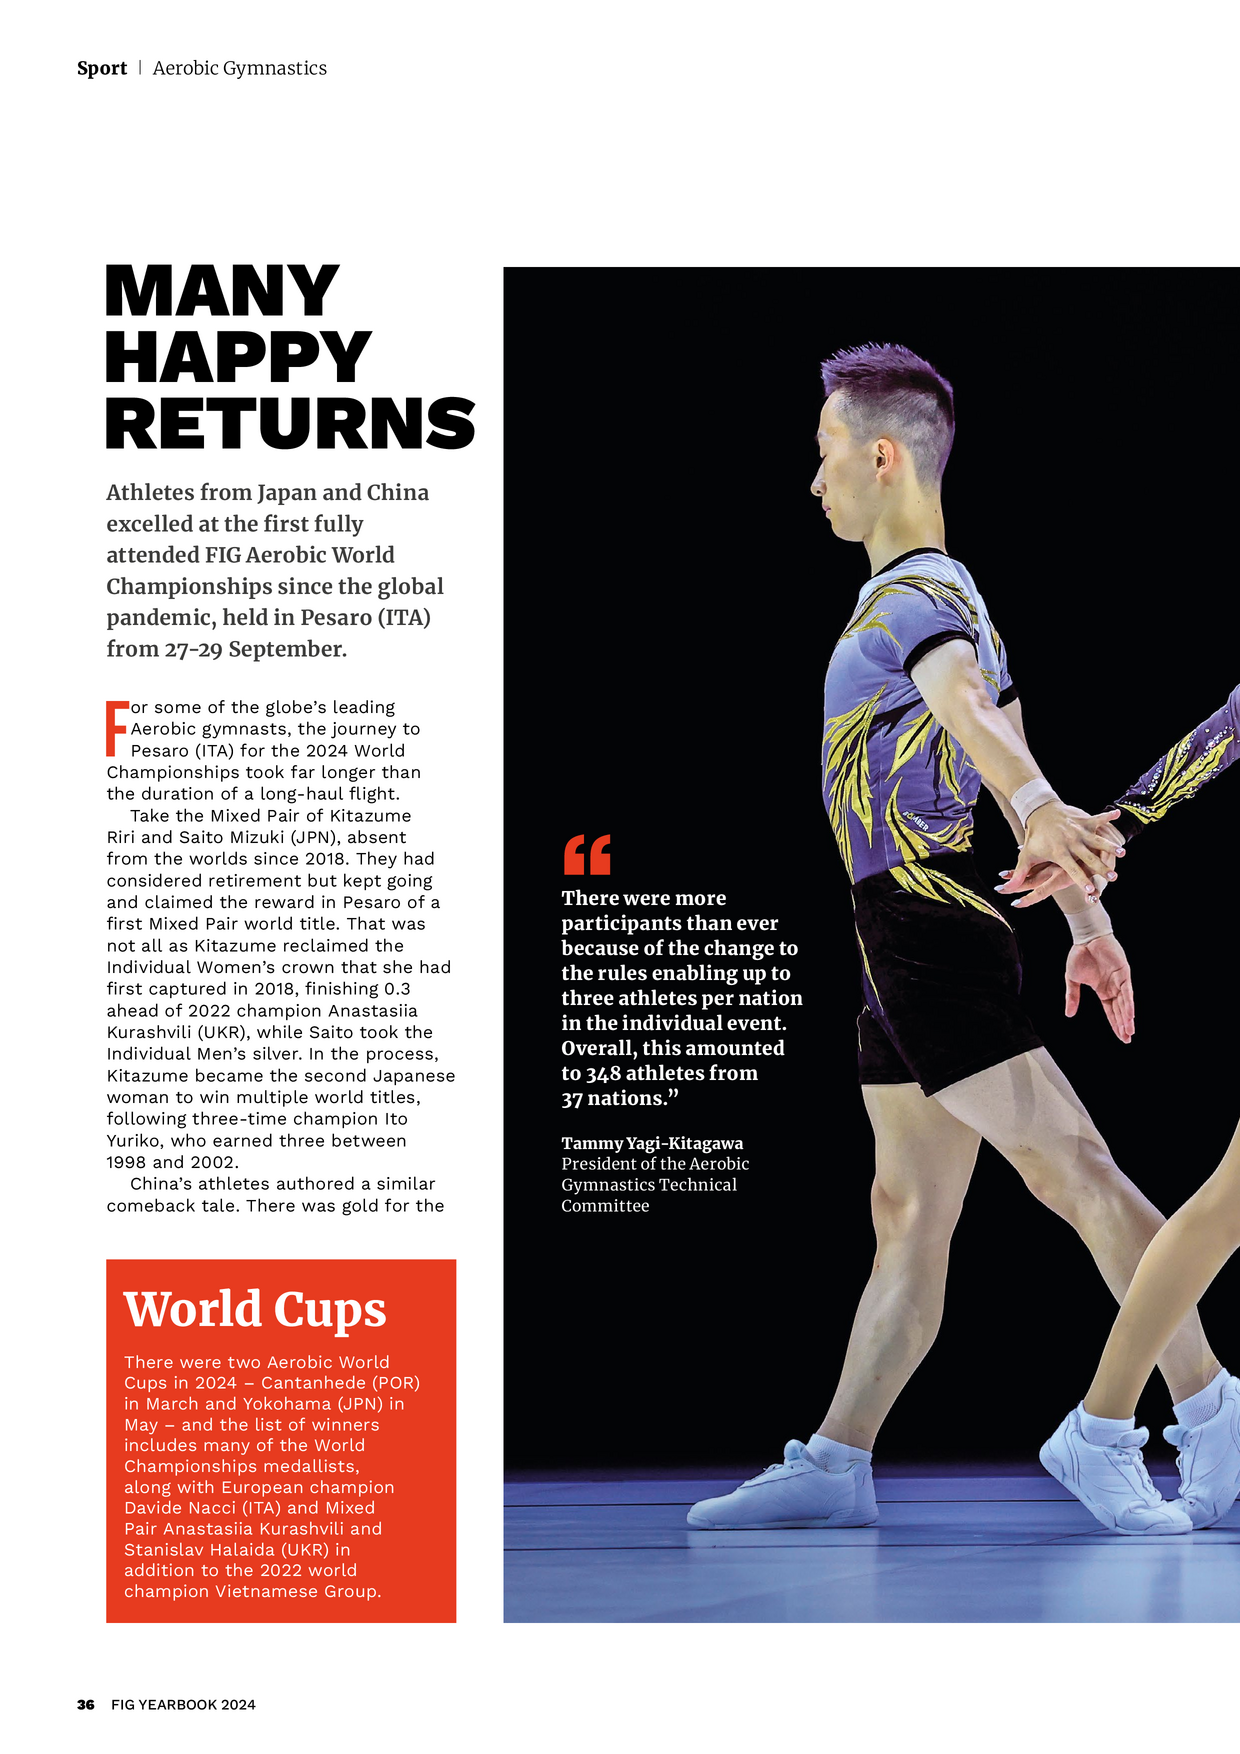 Sport | Aerobic Gymnastics
MANY
HAPPY
RETURNS
Athletes from Japan and China
excelled at the first fully
attended FIG Aerobic World
Championships since the global
pandemic, held in Pesaro (ITA)
from 27-29 September.
For some of the globe's leading
Aerobic gymnasts, the journey to
Pesaro (ITA) for the 2024 World
Championships took far longer than
the duration of a long-haul flight.
Take the Mixed Pair of Kitazume
Riri and Saito Mizuki (JPN), absent
from the worlds since 2018. They had
considered retirement but kept going
and claimed the reward in Pesaro of a
first Mixed Pair world title. That was
not all as Kitazume reclaimed the
Individual Women's crown that she had
first captured in 2018, finishing 0.3
ahead of 2022 champion Anastasiia
Kurashvili (UKR), while Saito took the
Individual Men's silver. In the process,
Kitazume became the second Japanese
woman to win multiple world titles,
following three-time champion Ito
Yuriko, who earned three between
1998 and 2002.
China's athletes authored a similar
comeback tale. There was gold for the
World Cups
There were two Aerobic World
Cups in 2024 – Cantanhede (POR)
in March and Yokohama (JPN) in
May – and the list of winners
includes many of the World
Championships medallists,
along with European champion
Davide Nacci (ITA) and Mixed
Pair Anastasiia Kurashvili and
Stanislav Halaida (UKR) in
addition to the 2022 world
champion Vietnamese Group.
“
There were more
participants than ever
because of the change to
the rules enabling up to
three athletes per nation
in the individual event.
Overall, this amounted
to 348 athletes from
37 nations.”
Tammy Yagi-Kitagawa
President of the Aerobic
Gymnastics Technical
Committee
36 FIG YEARBOOK 2024